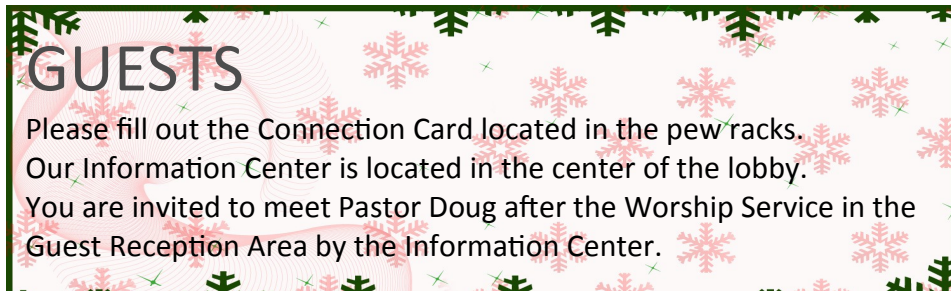 GUESTS
Please fill out the Connection Card located in the pew racks.
Our Information Center is located in the center of the lobby.
You are invited to meet Pastor Doug after the Worship Service in the
Guest Reception Area by the Information Center.